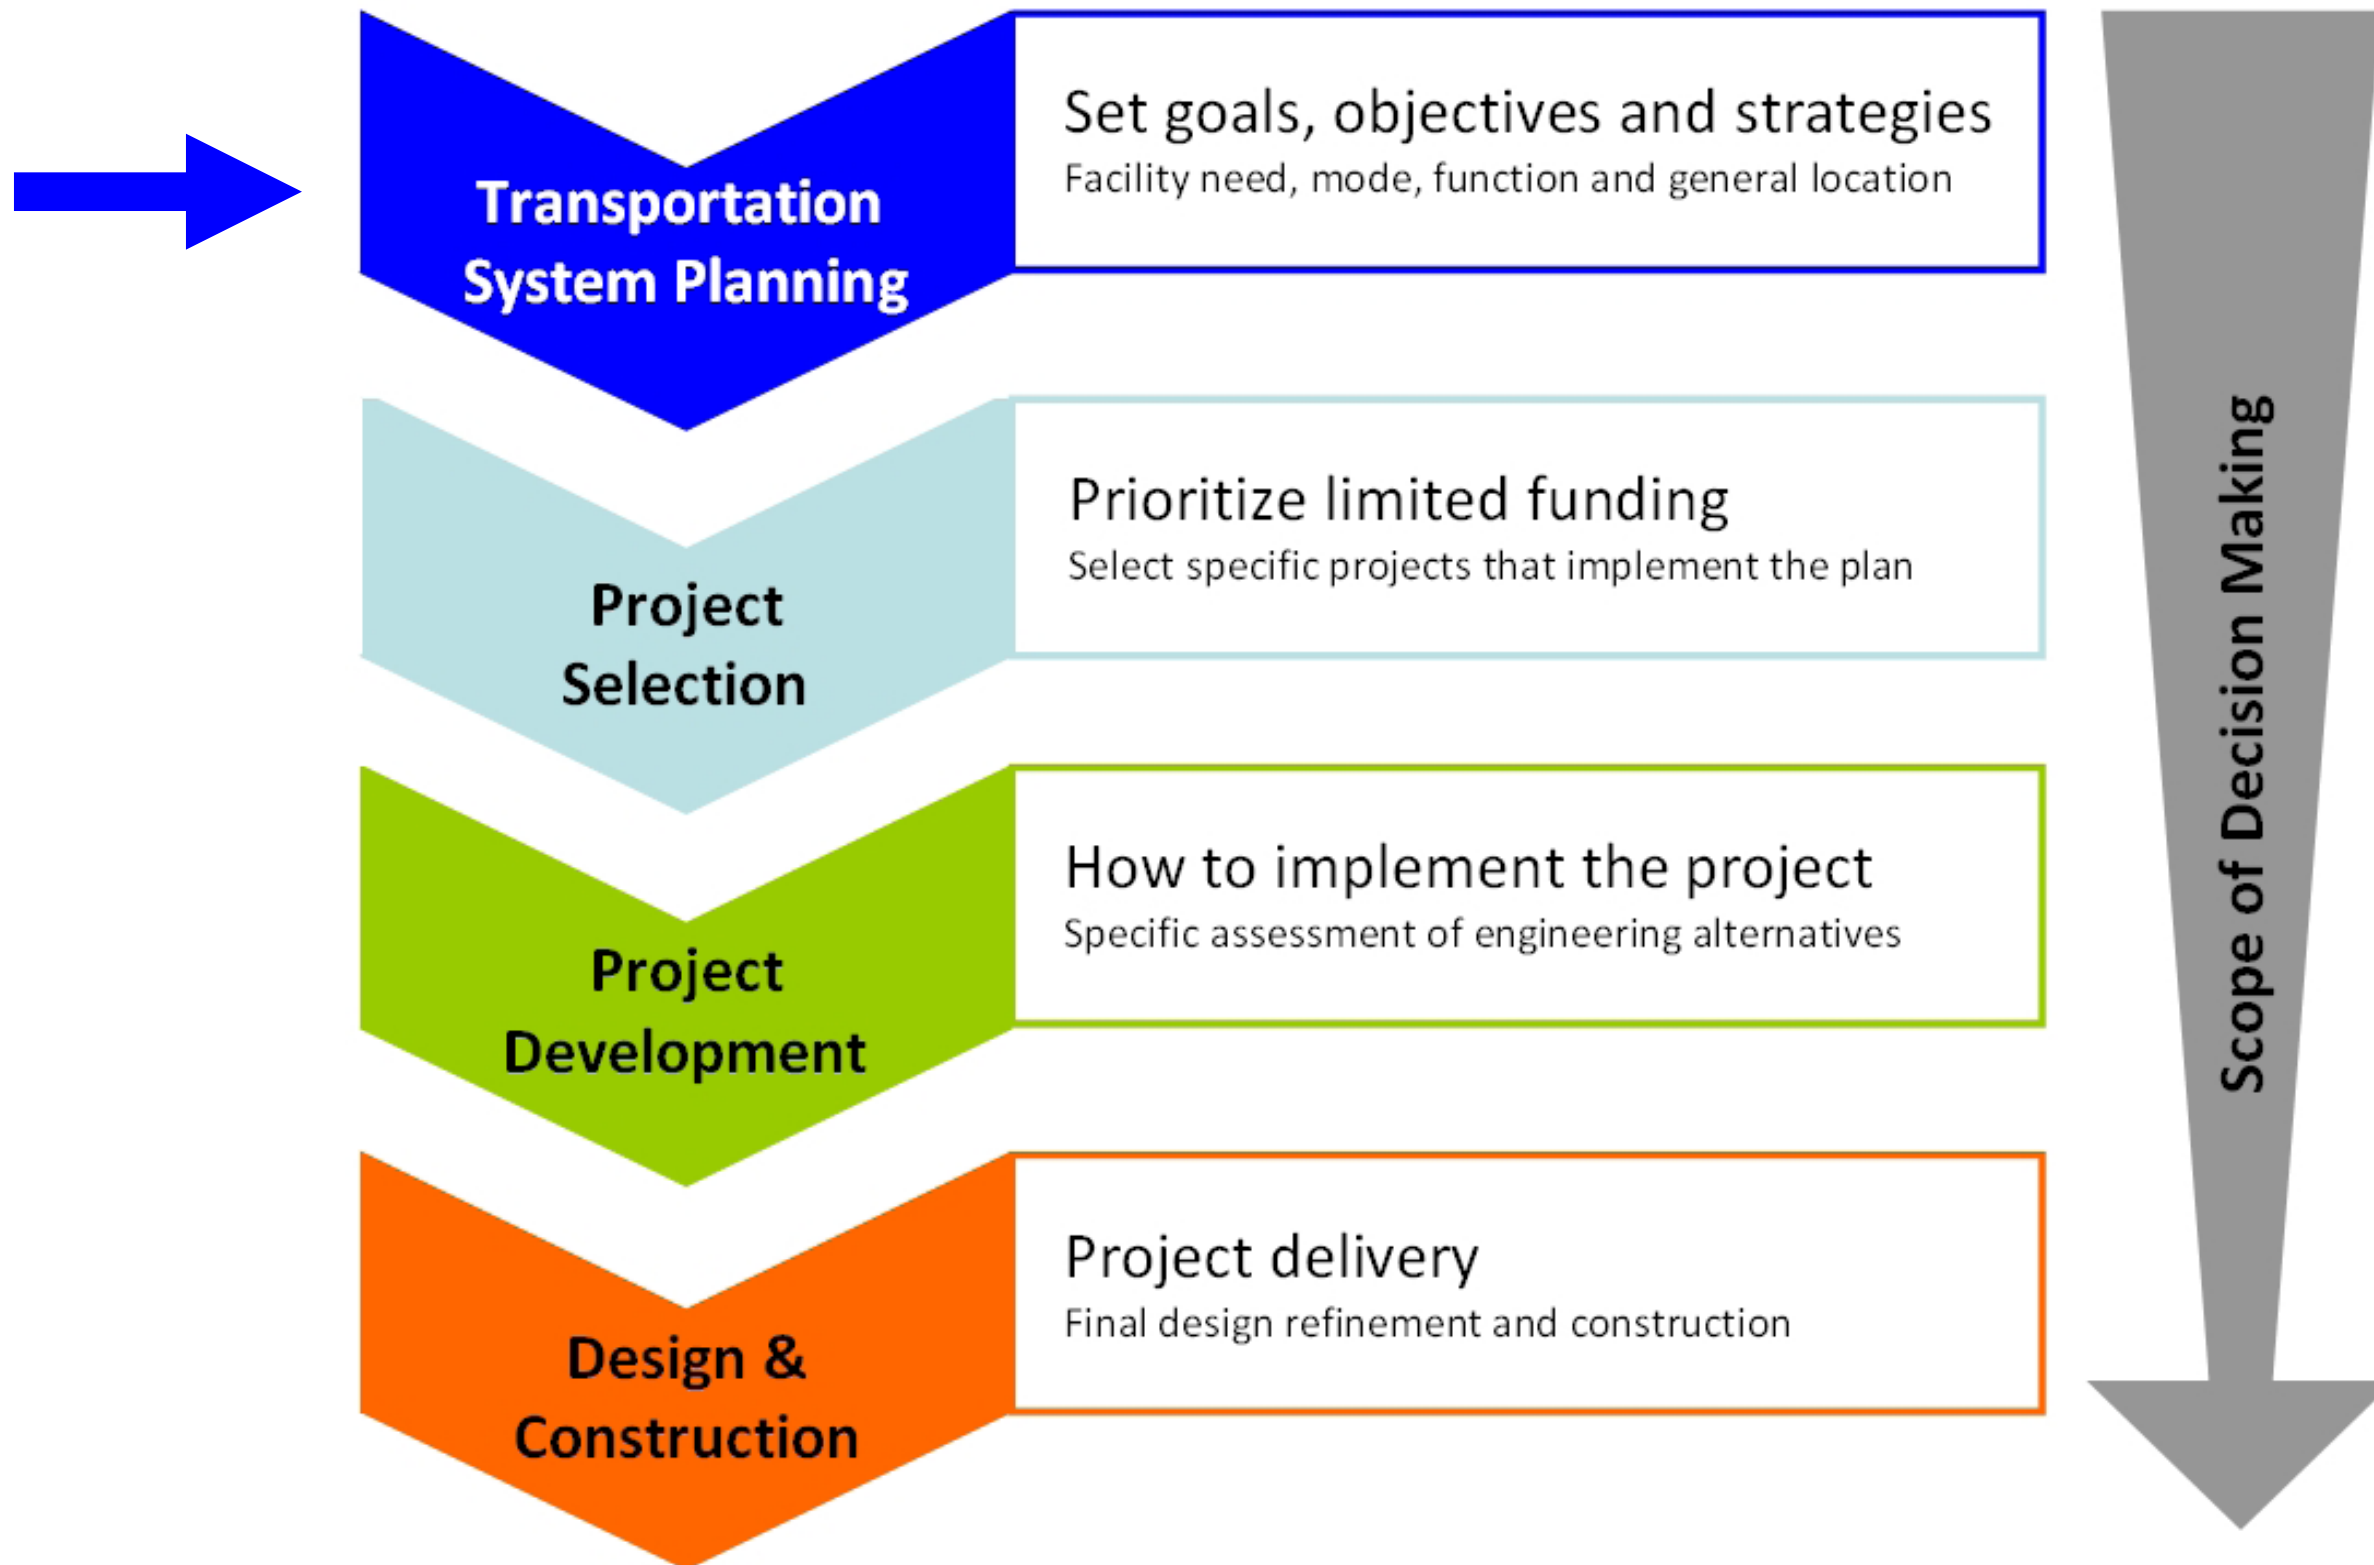 Transportation
System Planning
Set goals, objectives and strategies
Facility need, mode, function and general location
Project
Selection
Prioritize limited funding
Select specific projects that implement the plan
Project
Development
How to implement the project
Specific assessment of engineering alternatives
Design &
Construction
Project delivery
Final design refinement and construction
Scope of Decision Making